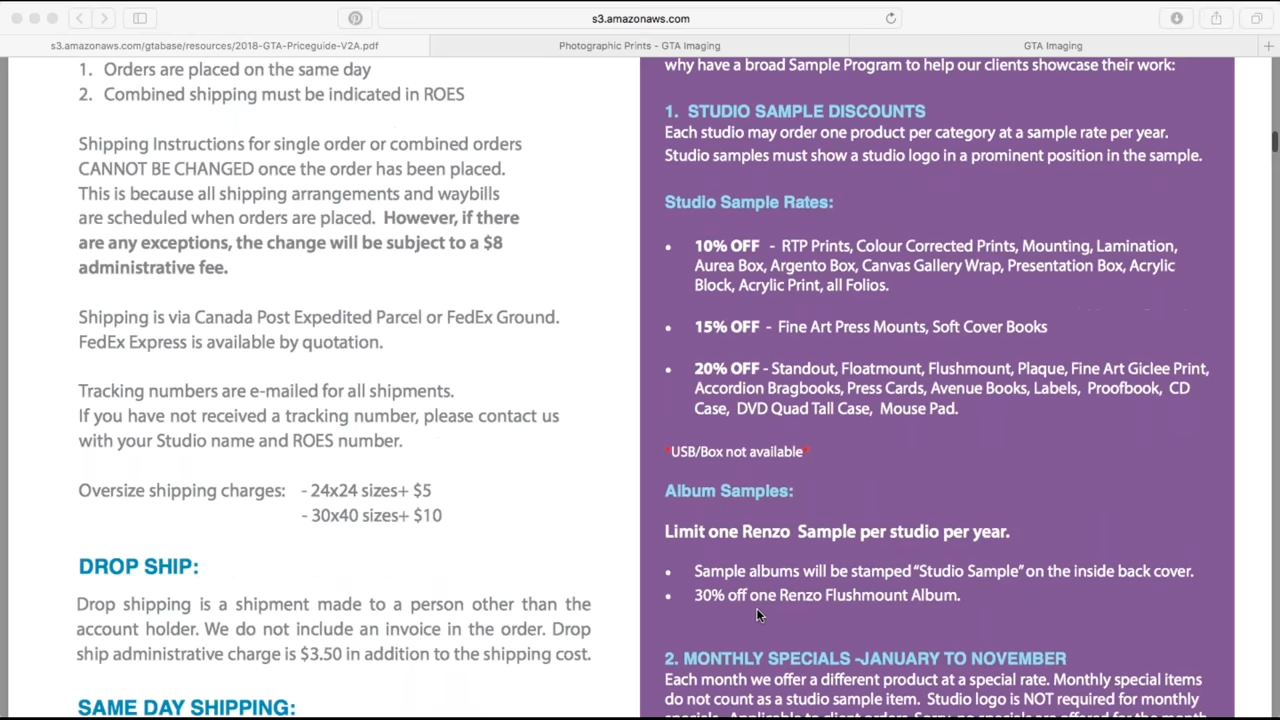 s3.amazonaws.com
s3.amazonaws.com/gtabase/resources/2018-GTA-Priceguide-V2A.pdf
Photographic Prints - GTA Imaging
GTA Imaging
1. Orders are placed on the same day
2. Combined shipping must be indicated in ROES
Shipping Instructions for single order or combined orders
CANNOT BE CHANGED once the order has been placed.
This is because all shipping arrangements and waybills
are scheduled when orders are placed. However, if there
are any exceptions, the change will be subject to a $8
administrative fee.
Shipping is via Canada Post Expedited Parcel or FedEx Ground.
FedEx Express is available by quotation.
Tracking numbers are e-mailed for all shipments.
If you have not received a tracking number, please contact us
with your Studio name and ROES number.
Oversize shipping charges: - 24x24 sizes+ $5
- 30x40 sizes+ $10
DROP SHIP:
Drop shipping is a shipment made to a person other than the
account holder. We do not include an invoice in the order. Drop
ship administrative charge is $3.50 in addition to the shipping cost.
SAME DAY SHIPPING:
why have a broad Sample Program to help our clients showcase their work:
1. STUDIO SAMPLE DISCOUNTS
Each studio may order one product per category at a sample rate per year.
Studio samples must show a studio logo in a prominent position in the sample.
Studio Sample Rates:
• 10% OFF - RTP Prints, Colour Corrected Prints, Mounting, Lamination,
Aurea Box, Argento Box, Canvas Gallery Wrap, Presentation Box, Acrylic
Block, Acrylic Print, all Folios.
• 15% OFF - Fine Art Press Mounts, Soft Cover Books
• 20% OFF - Standout, Floatmount, Flushmount, Plaque, Fine Art Giclee Print,
Accordion Bragbooks, Press Cards, Avenue Books, Labels, Proofbook, CD
Case, DVD Quad Tall Case, Mouse Pad.
*USB/Box not available*
Album Samples:
Limit one Renzo Sample per studio per year.
• Sample albums will be stamped “Studio Sample” on the inside back cover.
• 30% off one Renzo Flushmount Album.
2. MONTHLY SPECIALS -JANUARY TO NOVEMBER
Each month we offer a different product at a special rate. Monthly special items
do not count as a studio sample item. Studio logo is NOT required for monthly
specials. Applicable to client orders. Sorry, no specials are offered for the month